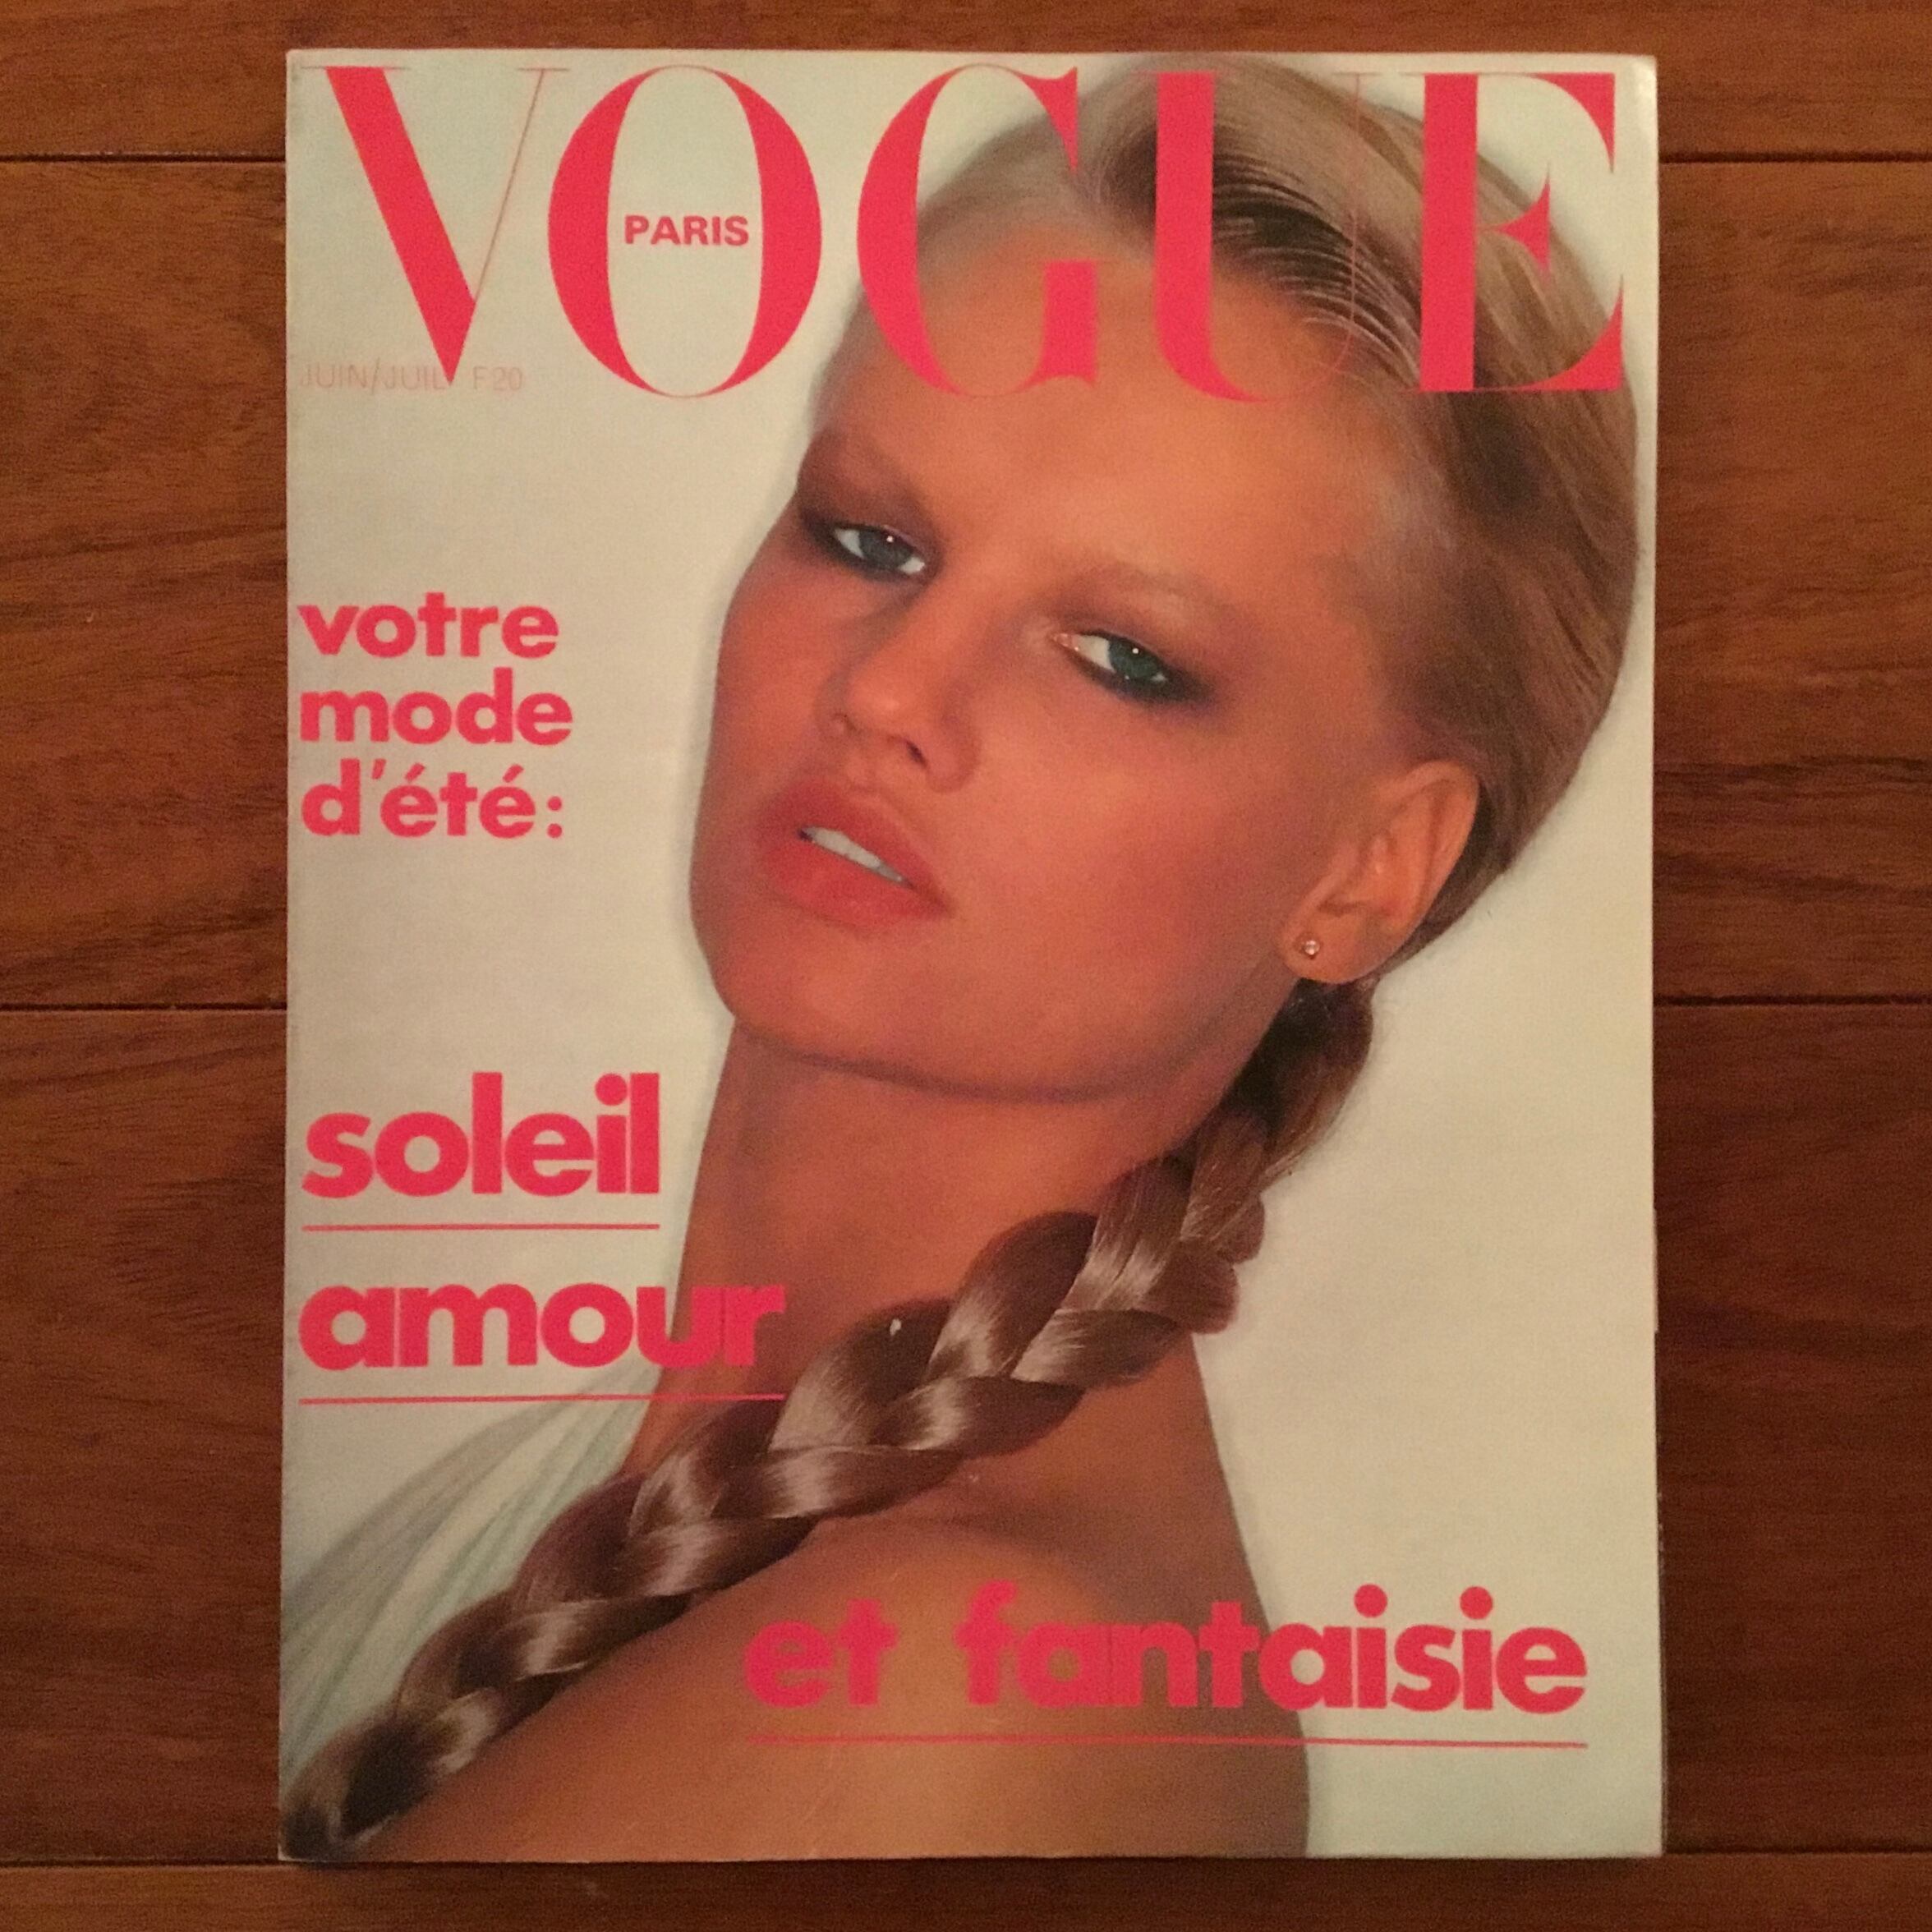 VOGUE
PARIS
JUIN/JUIL F20
votre
mode
d'été:
soleil
amour
et fantaisie